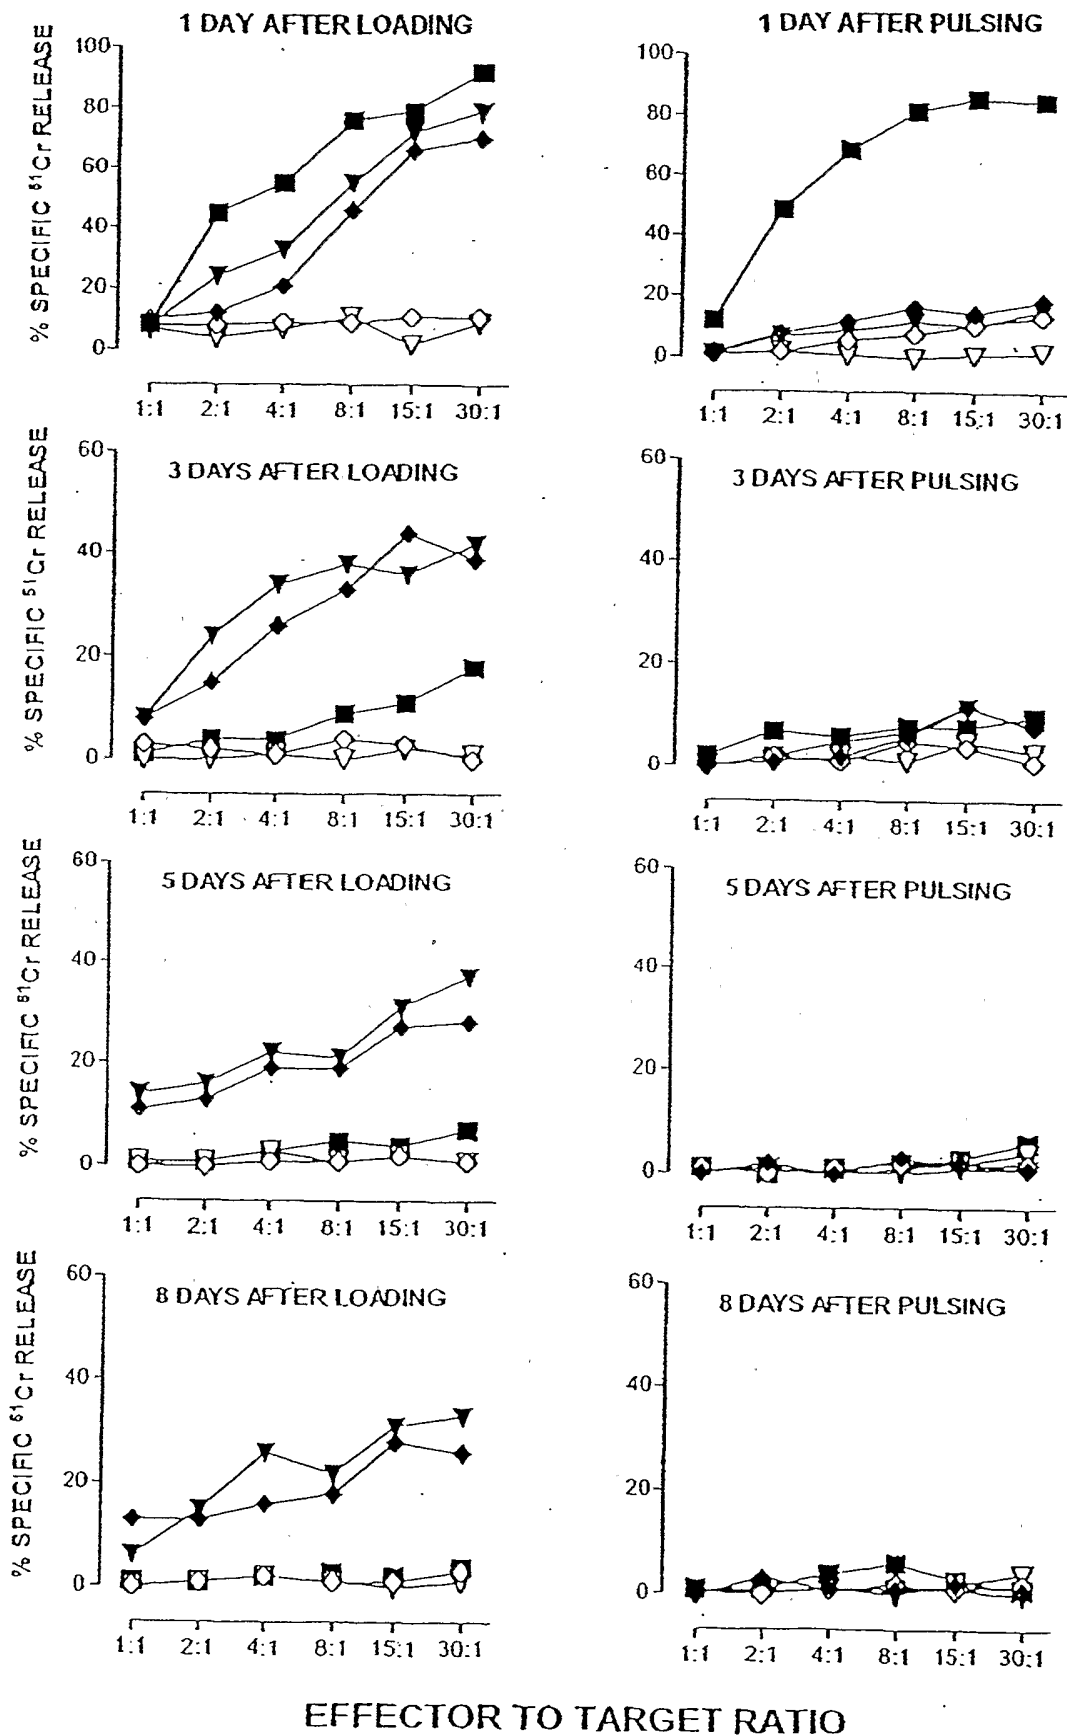 1 DAY AFTER LOADING
% SPECIFIC ⁵¹Cr RELEASE
100
80
60
40
20
0
1:1 2:1 4:1 8:1 15:1 30:1
1 DAY AFTER PULSING
100
80
60
40
20
0
1:1 2:1 4:1 8:1 15:1 30:1
3 DAYS AFTER LOADING
% SPECIFIC ⁵¹Cr RELEASE
60
40
20
0
1:1 2:1 4:1 8:1 15:1 30:1
3 DAYS AFTER PULSING
60
40
20
0
1:1 2:1 4:1 8:1 15:1 30:1
5 DAYS AFTER LOADING
% SPECIFIC ⁵¹Cr RELEASE
60
40
20
0
1:1 2:1 4:1 8:1 15:1 30:1
5 DAYS AFTER PULSING
60
40
20
0
1:1 2:1 4:1 8:1 15:1 30:1
8 DAYS AFTER LOADING
% SPECIFIC ⁵¹Cr RELEASE
60
40
20
0
1:1 2:1 4:1 8:1 15:1 30:1
8 DAYS AFTER PULSING
60
40
20
0
1:1 2:1 4:1 8:1 15:1 30:1
EFFECTOR TO TARGET RATIO